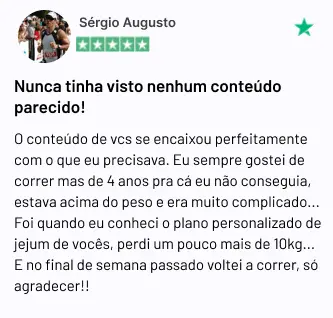 Sérgio Augusto
Nunca tinha visto nenhum conteúdo
parecido!
O conteúdo de vcs se encaixou perfeitamente
com o que eu precisava. Eu sempre gostei de
correr mas de 4 anos pra cá eu não conseguia,
estava acima do peso e era muito complicado...
Foi quando eu conheci o plano personalizado de
jejum de vocês, perdi um pouco mais de 10kg...
E no final de semana passado voltei a correr, só
agradecer!!